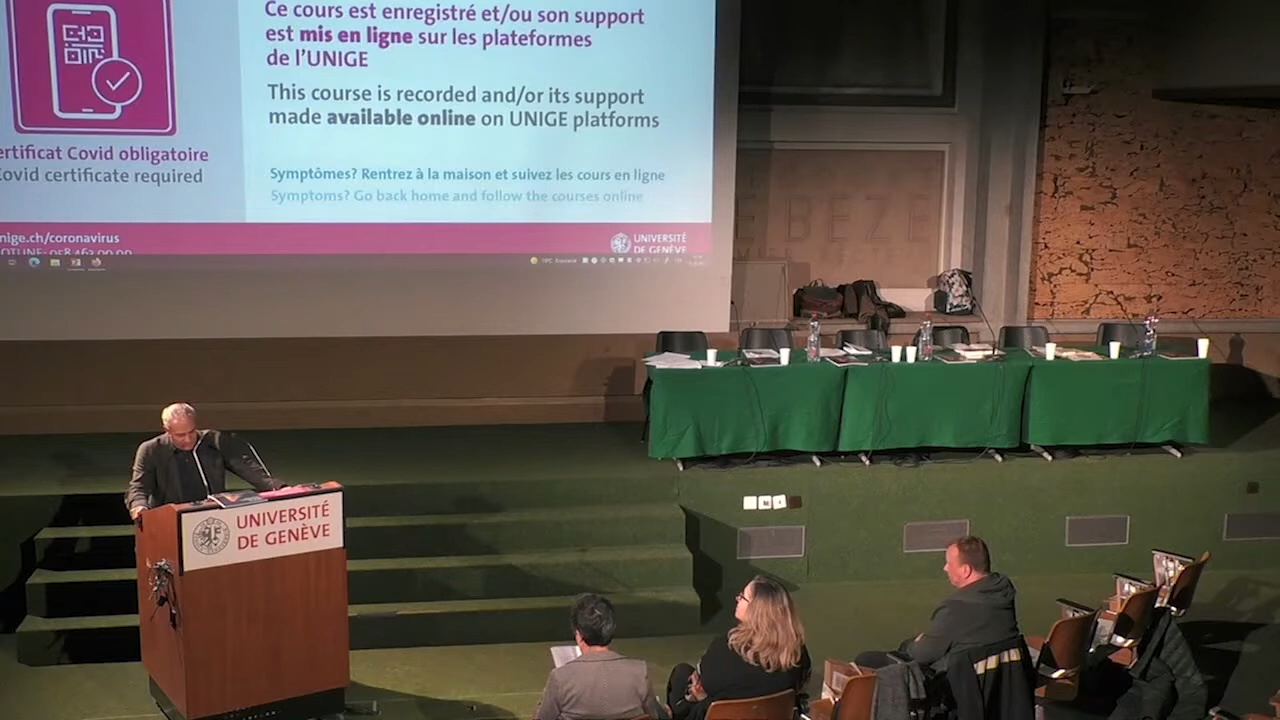 Ce cours est enregistré et/ou son support
est mis en ligne sur les plateformes
de l'UNIGE
This course is recorded and/or its support
made available online on UNIGE platforms
ertificat Covid obligatoire
ovid certificate required
Symptômes? Rentrez à la maison et suivez les cours en ligne
Symptoms? Go back home and follow the courses online
nige.ch/coronavirus
UNIVERSITÉ
DE GENÈVE
E BEZE
UNIVERSITÉ
DE GENÈVE